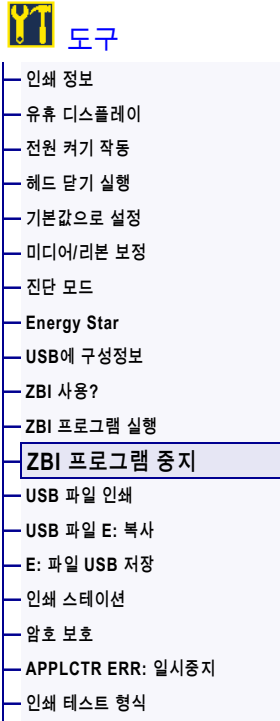 도구
인쇄 정보
유휴 디스플레이
전원 켜기 작동
헤드 닫기 실행
기본값으로 설정
미디어/리본 보정
진단 모드
Energy Star
USB에 구성정보
ZBI 사용?
ZBI 프로그램 실행
ZBI 프로그램 중지
USB 파일 인쇄
USB 파일 E: 복사
E: 파일 USB 저장
인쇄 스테이션
암호 보호
APPLCTR ERR: 일시중지
인쇄 테스트 형식